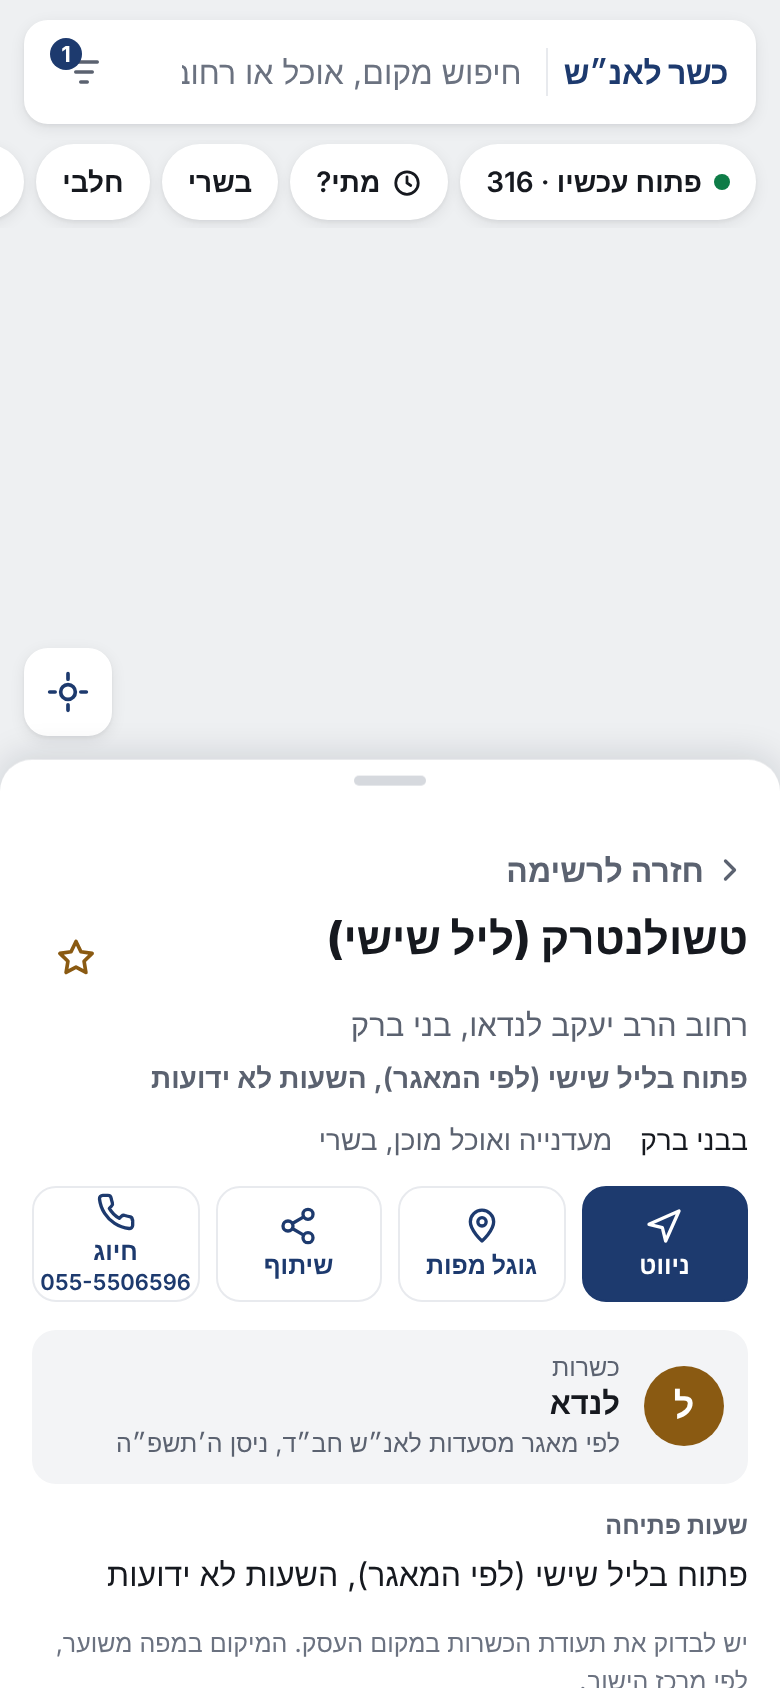 כשר לאנ״ש
חיפוש מקום, אוכל או רחוב
1
פתוח עכשיו · 316
מתי?
בשרי
חלבי
חזרה לרשימה
טשולנטרק (ליל שישי)
רחוב הרב יעקב לנדאו, בני ברק
פתוח בליל שישי (לפי המאגר), השעות לא ידועות
בבני ברק מעדנייה ואוכל מוכן, בשרי
ניווט
גוגל מפות
שיתוף
חיוג
055-5506596
ל
כשרות
לנדא
לפי מאגר מסעדות לאנ״ש חב״ד, ניסן ה׳תשפ״ה
שעות פתיחה
פתוח בליל שישי (לפי המאגר), השעות לא ידועות
יש לבדוק את תעודת הכשרות במקום העסק. המיקום במפה משוער,
לפי מרכז הישוב.